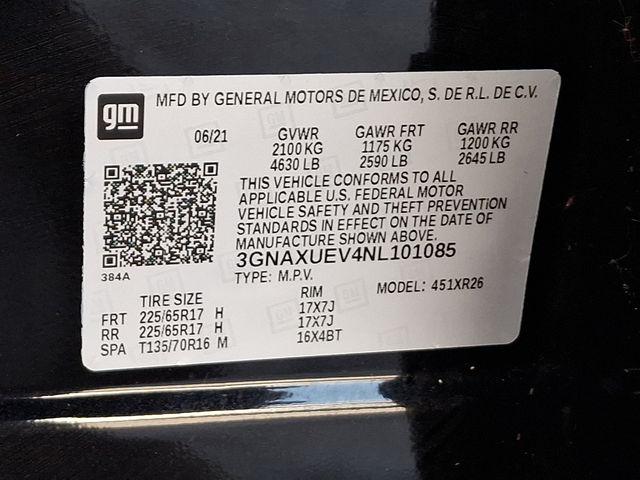 gm
MFD BY GENERAL MOTORS DE MEXICO, S. DE R.L. DE C.V.
06/21 GVWR GAWR FRT GAWR RR
2100 KG 1175 KG 1200 KG
4630 LB 2590 LB 2645 LB
THIS VEHICLE CONFORMS TO ALL
APPLICABLE U.S. FEDERAL MOTOR
VEHICLE SAFETY AND THEFT PREVENTION
STANDARDS IN EFFECT ON THE DATE OF
MANUFACTURE SHOWN ABOVE.
3GNAXUEV4NL101085
384A
TYPE: M.P.V. MODEL: 451XR26
TIRE SIZE RIM
FRT 225/65R17 H 17X7J
RR 225/65R17 H 17X7J
SPA T135/70R16 M 16X4BT